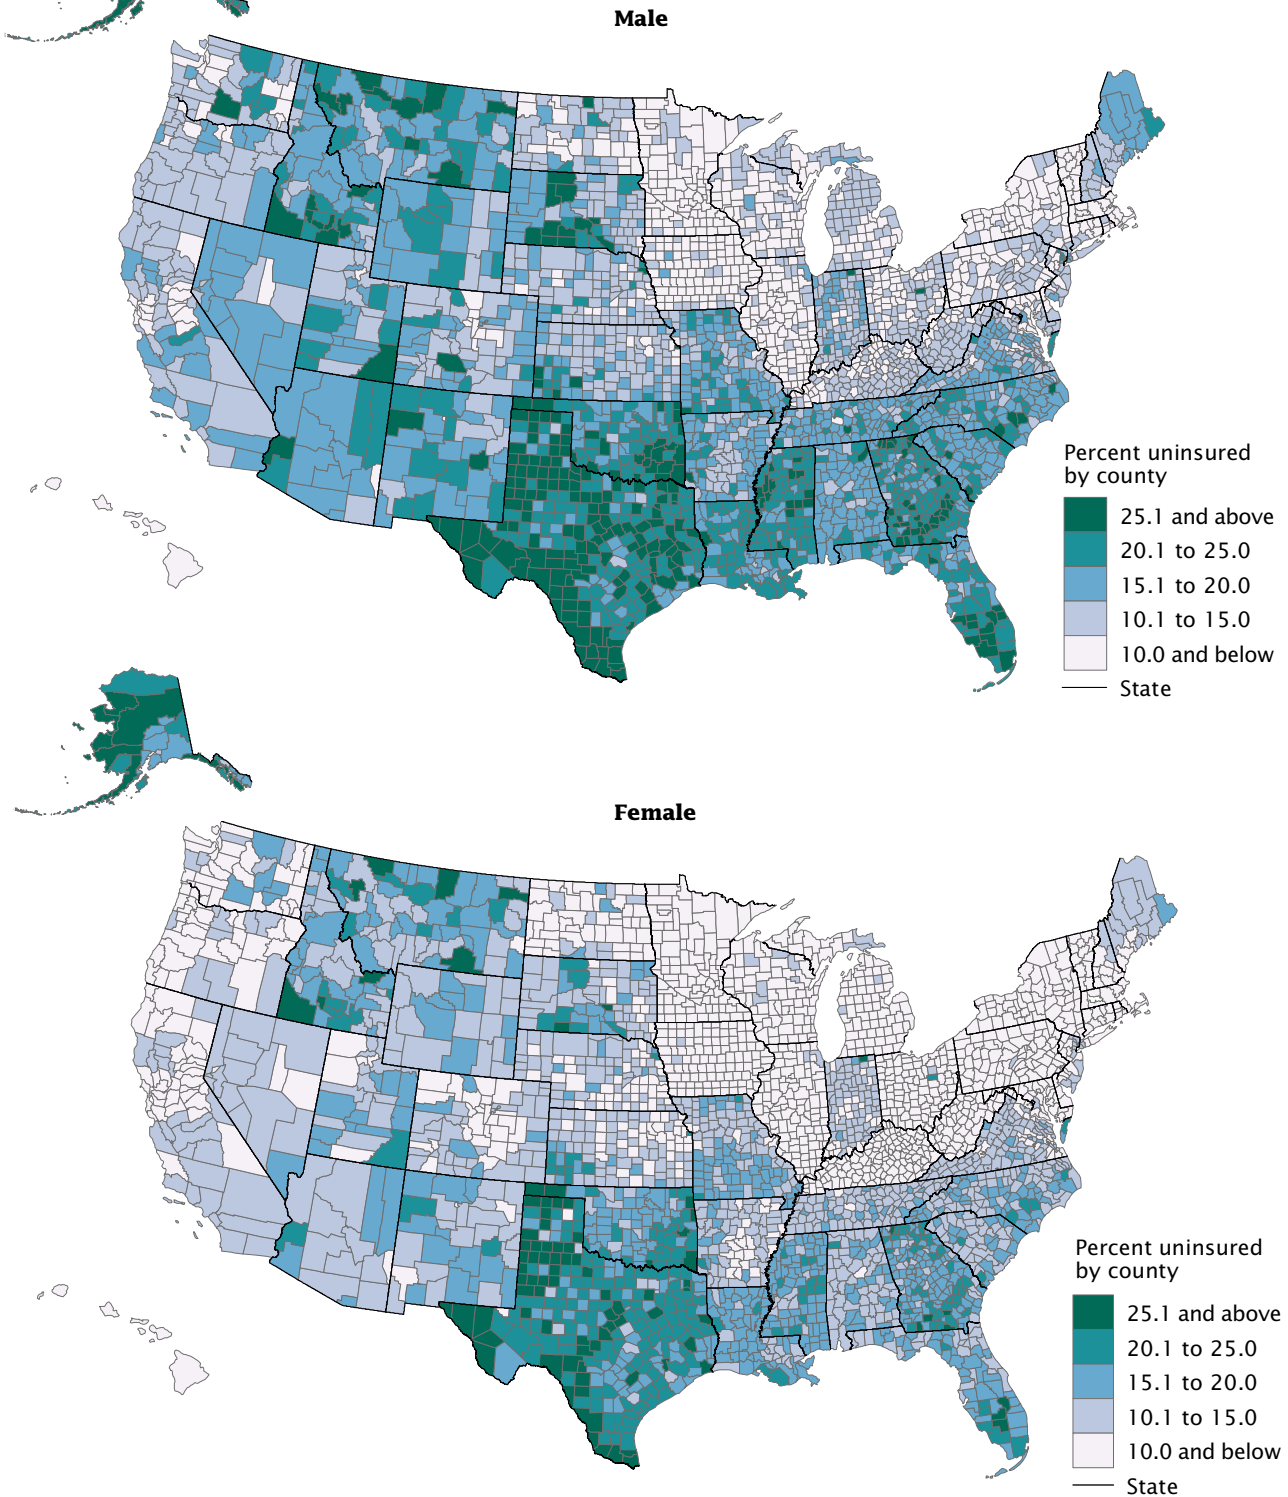 Male
Percent uninsured
by county
25.1 and above
20.1 to 25.0
15.1 to 20.0
10.1 to 15.0
10.0 and below
State
Female
Percent uninsured
by county
25.1 and above
20.1 to 25.0
15.1 to 20.0
10.1 to 15.0
10.0 and below
State